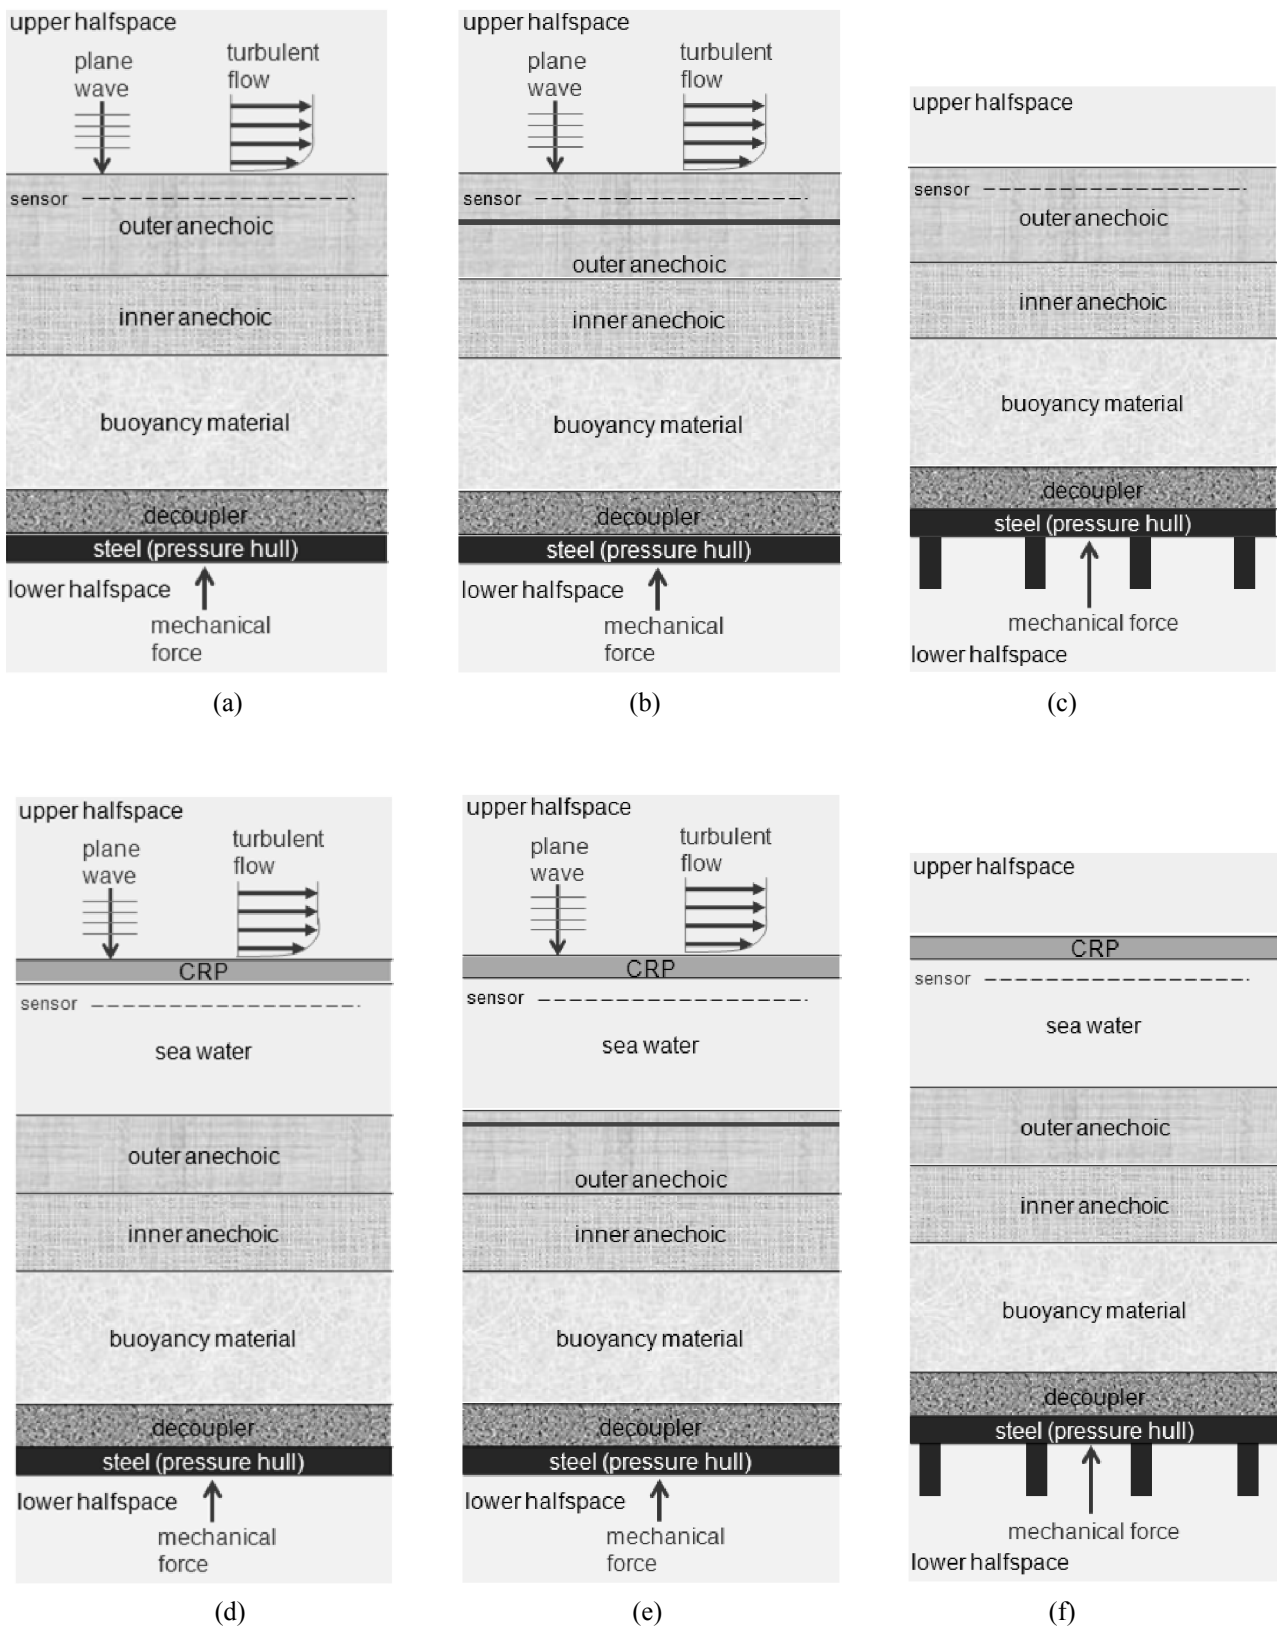 upper halfspace
plane
wave
turbulent
flow
sensor
outer anechoic
inner anechoic
buoyancy material
decoupler
steel (pressure hull)
lower halfspace
mechanical
force
(a)
upper halfspace
plane
wave
turbulent
flow
sensor
outer anechoic
inner anechoic
buoyancy material
decoupler
steel (pressure hull)
lower halfspace
mechanical
force
(b)
upper halfspace
sensor
outer anechoic
inner anechoic
buoyancy material
decoupler
steel (pressure hull)
mechanical force
lower halfspace
(c)
upper halfspace
plane
wave
turbulent
flow
CRP
sensor
sea water
outer anechoic
inner anechoic
buoyancy material
decoupler
steel (pressure hull)
lower halfspace
mechanical
force
(d)
upper halfspace
plane
wave
turbulent
flow
CRP
sensor
sea water
outer anechoic
inner anechoic
buoyancy material
decoupler
steel (pressure hull)
lower halfspace
mechanical
force
(e)
upper halfspace
CRP
sensor
sea water
outer anechoic
inner anechoic
buoyancy material
decoupler
steel (pressure hull)
mechanical force
lower halfspace
(f)